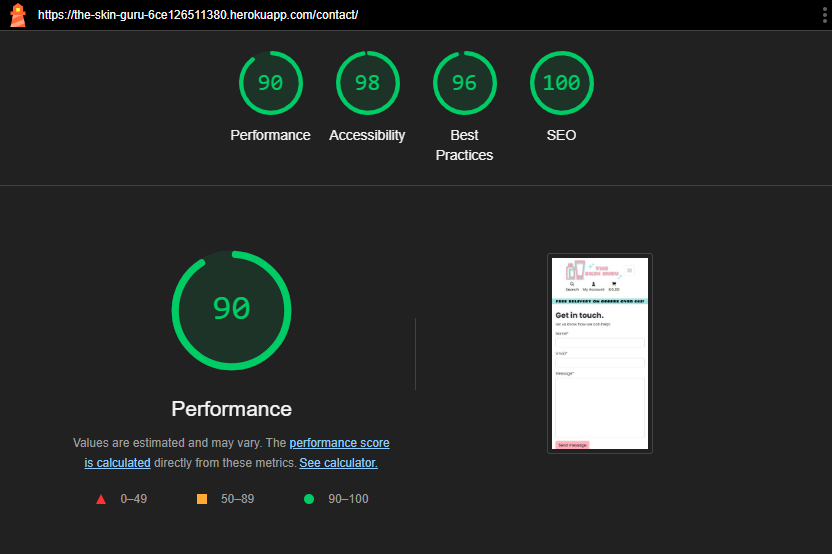 https://the-skin-guru-6ce126511380.herokuapp.com/contact/
90 98 96 100
Performance Accessibility Best Practices SEO
90
Performance
Values are estimated and may vary. The performance score
is calculated directly from these metrics. See calculator.
0–49 50–89 90–100
THE
SKIN GURU
Search My Account £0.00
FREE DELIVERY ON ORDERS OVER
Get in touch.
Let us know how we can help!
Name*
Email*
Message*
Send message